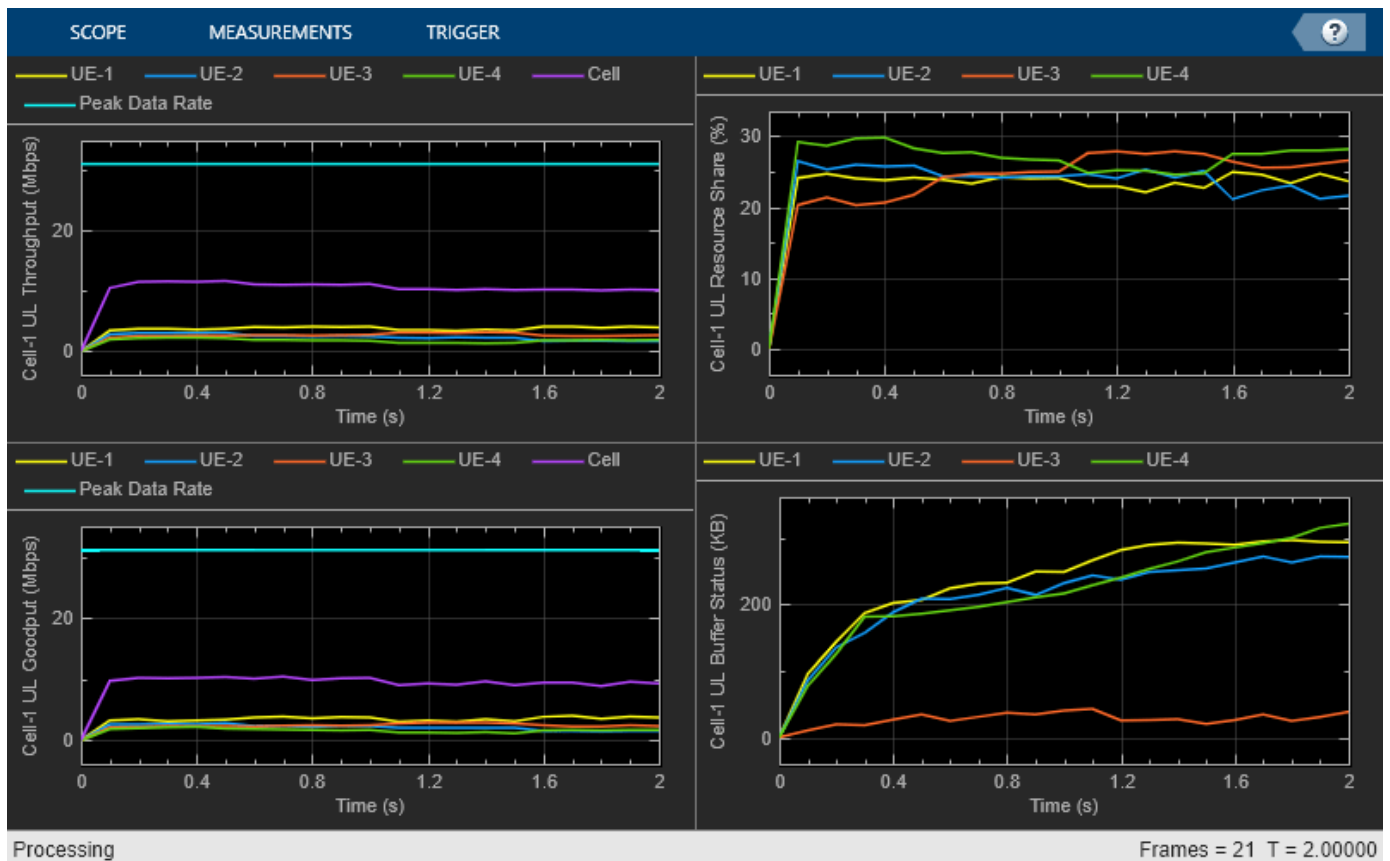 SCOPE MEASUREMENTS TRIGGER ?
UE-1 UE-2 UE-3 UE-4 Cell
Peak Data Rate
Cell-1 UL Throughput (Mbps)
20
0
0 0.4 0.8 1.2 1.6 2
Time (s)
UE-1 UE-2 UE-3 UE-4
Cell-1 UL Resource Share (%)
30
20
10
0
0 0.4 0.8 1.2 1.6 2
Time (s)
UE-1 UE-2 UE-3 UE-4 Cell
Peak Data Rate
Cell-1 UL Goodput (Mbps)
20
0
0 0.4 0.8 1.2 1.6 2
Time (s)
UE-1 UE-2 UE-3 UE-4
Cell-1 UL Buffer Status (KB)
200
0
0 0.4 0.8 1.2 1.6 2
Time (s)
Processing Frames = 21 T = 2.00000